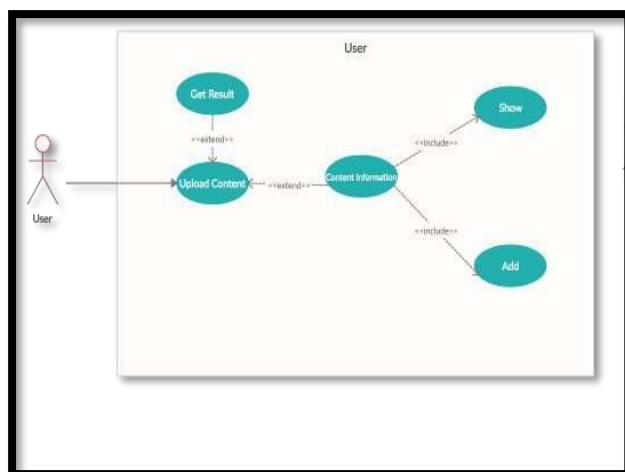 User
Get Result
Show
<<extend>>
<<include>>
Upload Content
<<extend>>
Content Information
User
<<include>>
Add